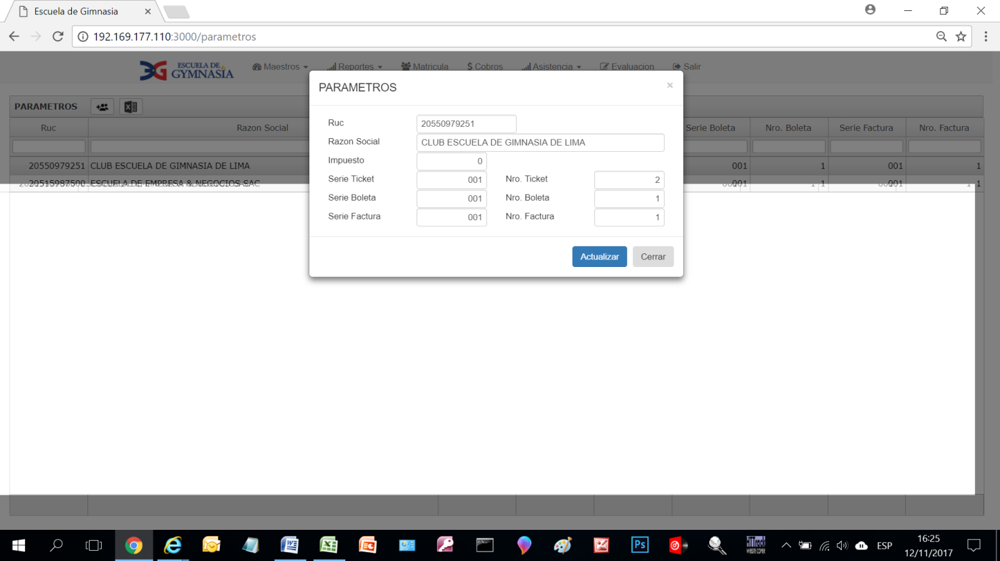 Escuela de Gimnasia
192.169.177.110:3000/parametros
ESCUELA DE GYMNASIA
Maestros Reportes Matricula $ Cobros Asistencia Evaluacion Salir
PARAMETROS
Ruc Razon Social Serie Boleta Nro. Boleta Serie Factura Nro. Factura
20550979251 CLUB ESCUELA DE GIMNASIA DE LIMA 001 1 001 1
20515987500 ESCUELA DE EMPRESA & NEGOCIOS SAC 001 1 001 1
PARAMETROS ×
Ruc 20550979251
Razon Social CLUB ESCUELA DE GIMNASIA DE LIMA
Impuesto 0
Serie Ticket 001 Nro. Ticket 2
Serie Boleta 001 Nro. Boleta 1
Serie Factura 001 Nro. Factura 1
Actualizar Cerrar
Ps
ESP
16:25
12/11/2017